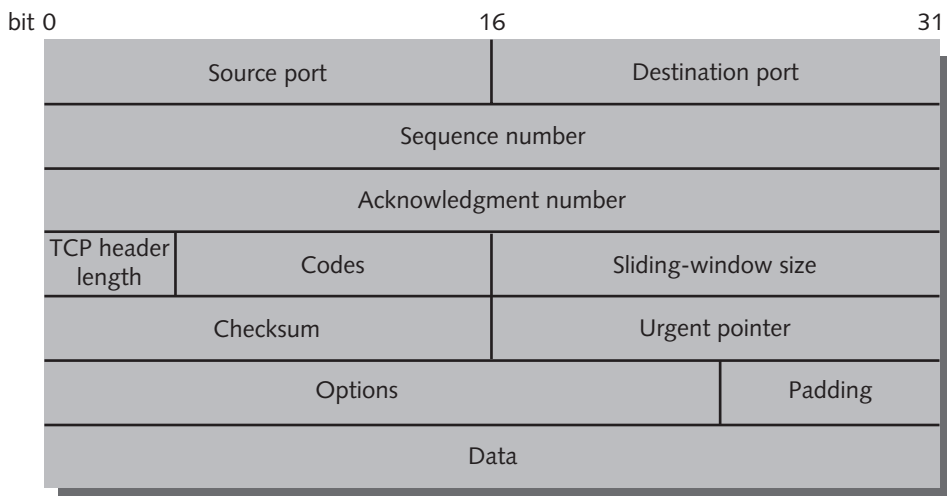 bit 0 16 31
Source port Destination port
Sequence number
Acknowledgment number
TCP header
length
Codes Sliding-window size
Checksum Urgent pointer
Options Padding
Data